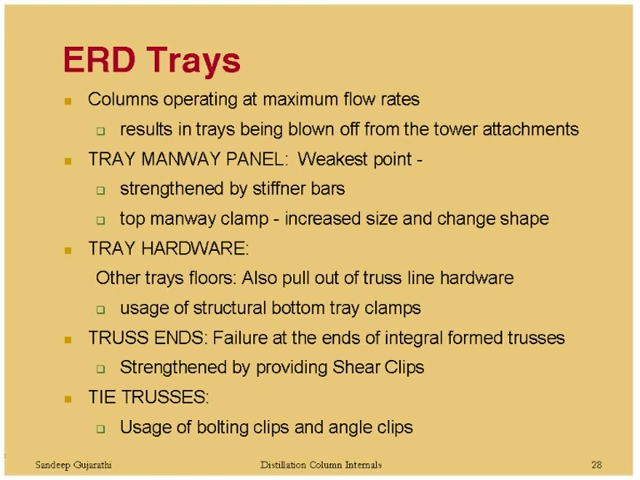 ERD Trays
Columns operating at maximum flow rates
results in trays being blown off from the tower attachments
TRAY MANWAY PANEL: Weakest point -
strengthened by stiffner bars
top manway clamp - increased size and change shape
TRAY HARDWARE:
Other trays floors: Also pull out of truss line hardware
usage of structural bottom tray clamps
TRUSS ENDS: Failure at the ends of integral formed trusses
Strengthened by providing Shear Clips
TIE TRUSSES:
Usage of bolting clips and angle clips
Sandeep Gujarathi Distillation Column Internals 28